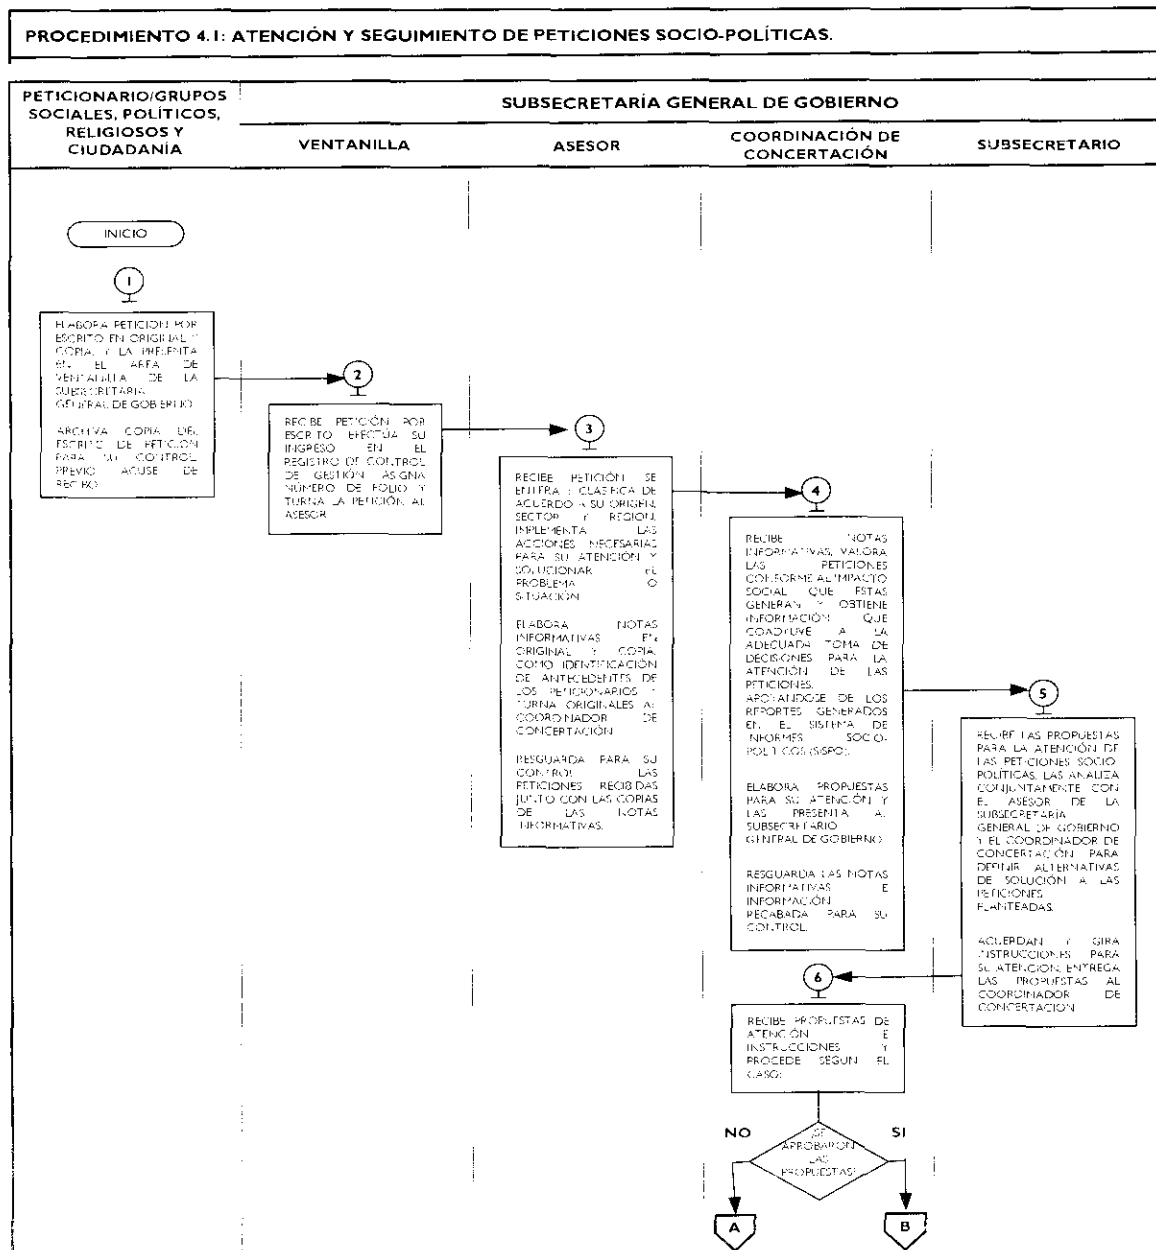 PROCEDIMIENTO 4.1: ATENCIÓN Y SEGUIMIENTO DE PETICIONES SOCIO-POLÍTICAS.
PETICIONARIO/GRUPOS
SOCIALES, POLÍTICOS,
RELIGIOSOS Y
CIUDADANÍA
SUBSECRETARÍA GENERAL DE GOBIERNO
VENTANILLA
ASESOR
COORDINACIÓN DE
CONCERTACIÓN
SUBSECRETARIO
INICIO
1
ELABORA PETICION POR
ESCRITO EN ORIGINAL Y
COPIA, Y LA PRESENTA
EN EL AREA DE
VENTANILLA DE LA
SUBSECRETARIA
GENERAL DE GOBIERNO
ARCHIVA COPIA DEL
ESCRITO DE PETICION
PARA SU CONTROL
PREVIO ACUSE DE
RECIBO
2
RECIBE PETICIÓN POR
ESCRITO EFECTÚA SU
INGRESO EN EL
REGISTRO DE CONTROL
DE GESTIÓN ASIGNA
NÚMERO DE FOLIO Y
TURNA LA PETICIÓN AL
ASESOR
3
RECIBE PETICIÓN SE
ENTERA Y CLASIFICA DE
ACUERDO A SU ORIGEN,
SECTOR Y REGION,
IMPLEMENTA LAS
ACCIONES NECESARIAS
PARA SU ATENCIÓN Y
SOLUCIONAR EL
PROBLEMA O
SITUACIÓN
ELABORA NOTAS
INFORMATIVAS EN
ORIGINAL Y COPIA,
COMO IDENTIFICACIÓN
DE ANTECEDENTES DE
LOS PETICIONARIOS Y
TURNA ORIGINALES AL
COORDINADOR DE
CONCERTACIÓN
RESGUARDA PARA SU
CONTROL LAS
PETICIONES RECIBIDAS
JUNTO CON LAS COPIAS
DE LAS NOTAS
INFORMATIVAS.
4
RECIBE NOTAS
INFORMATIVAS, VALORA
LAS PETICIONES
CONFORME AL IMPACTO
SOCIAL QUE ESTAS
GENERAN Y OBTIENE
INFORMACIÓN QUE
COADYUVE A LA
ADECUADA TOMA DE
DECISIONES PARA LA
ATENCIÓN DE LAS
PETICIONES.
APOYANDOSE DE LOS
REPORTES GENERADOS
EN EL SISTEMA DE
INFORMES SOCIO-
POLITICOS (SISPO).
ELABORA PROPUESTAS
PARA SU ATENCIÓN Y
LAS PRESENTA AL
SUBSECRETARIO
GENERAL DE GOBIERNO
RESGUARDA LAS NOTAS
INFORMATIVAS E
INFORMACIÓN
RECABADA PARA SU
CONTROL.
5
RECIBE LAS PROPUESTAS
PARA LA ATENCIÓN DE
LAS PETICIONES SOCIO-
POLÍTICAS, LAS ANALIZA
CONJUNTAMENTE CON
EL ASESOR DE LA
SUBSECRETARÍA
GENERAL DE GOBIERNO
Y EL COORDINADOR DE
CONCERTACIÓN PARA
DEFINIR ALTERNATIVAS
DE SOLUCIÓN A LAS
PETICIONES
PLANTEADAS.
ACUERDAN Y GIRA
INSTRUCCIONES PARA
SU ATENCION, ENTREGA
LAS PROPUESTAS AL
COORDINADOR DE
CONCERTACION
6
RECIBE PROPUESTAS DE
ATENCIÓN E
INSTRUCCIONES Y
PROCEDE SEGÚN EL
CASO:
NO
SI
¿SE
APROBARON
LAS
PROPUESTAS?
A
B